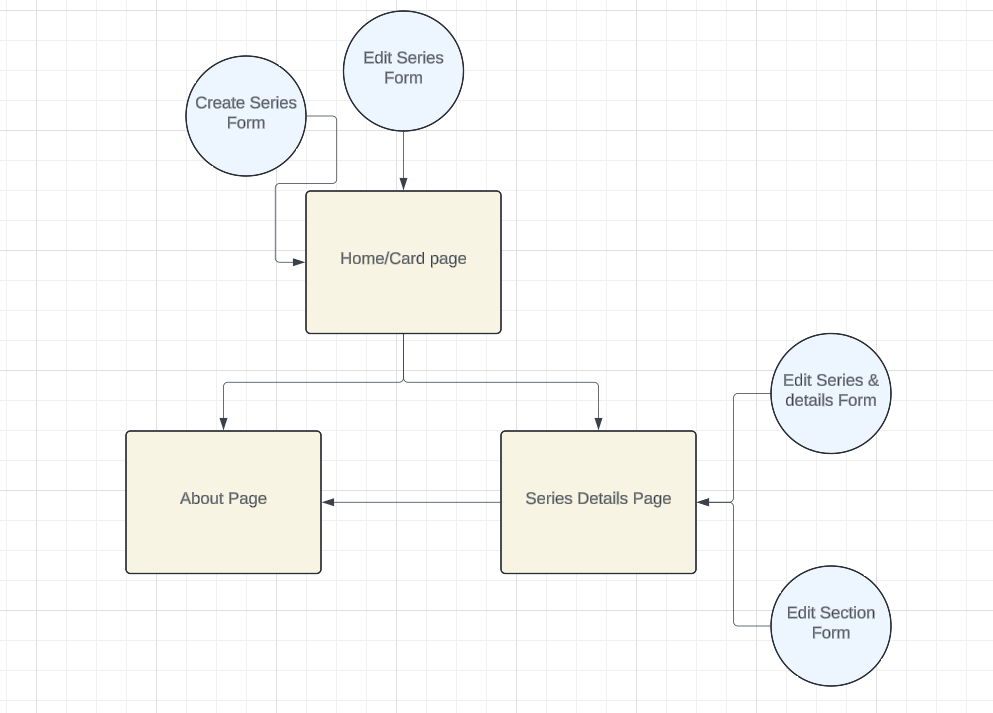 Edit Series
Form
Create Series
Form
Home/Card page
Edit Series &
details Form
About Page
Series Details Page
Edit Section
Form